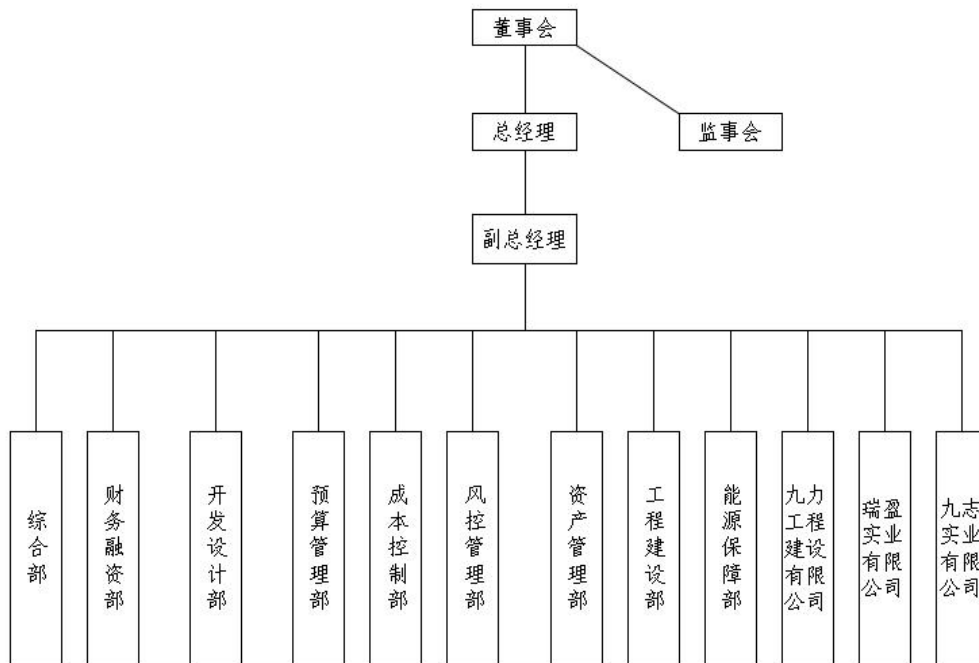 董事会
总经理
监事会
副总经理
综合部
财务融资部
开发设计部
预算管理部
成本控制部
风控管理部
资产管理部
工程建设部
能源保障部
九力工程建设有限公司
瑞盈实业有限公司
九志实业有限公司